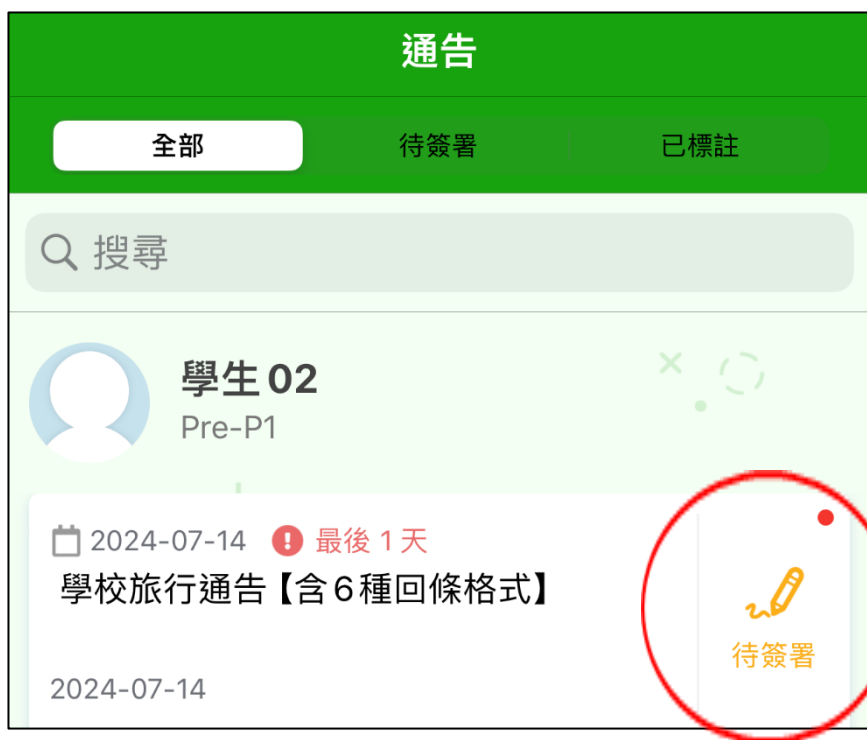 通告
全部 待簽署 已標註
搜尋
學生 02
Pre-P1
2024-07-14 最後 1 天
學校旅行通告【含6種回條格式】
待簽署
2024-07-14